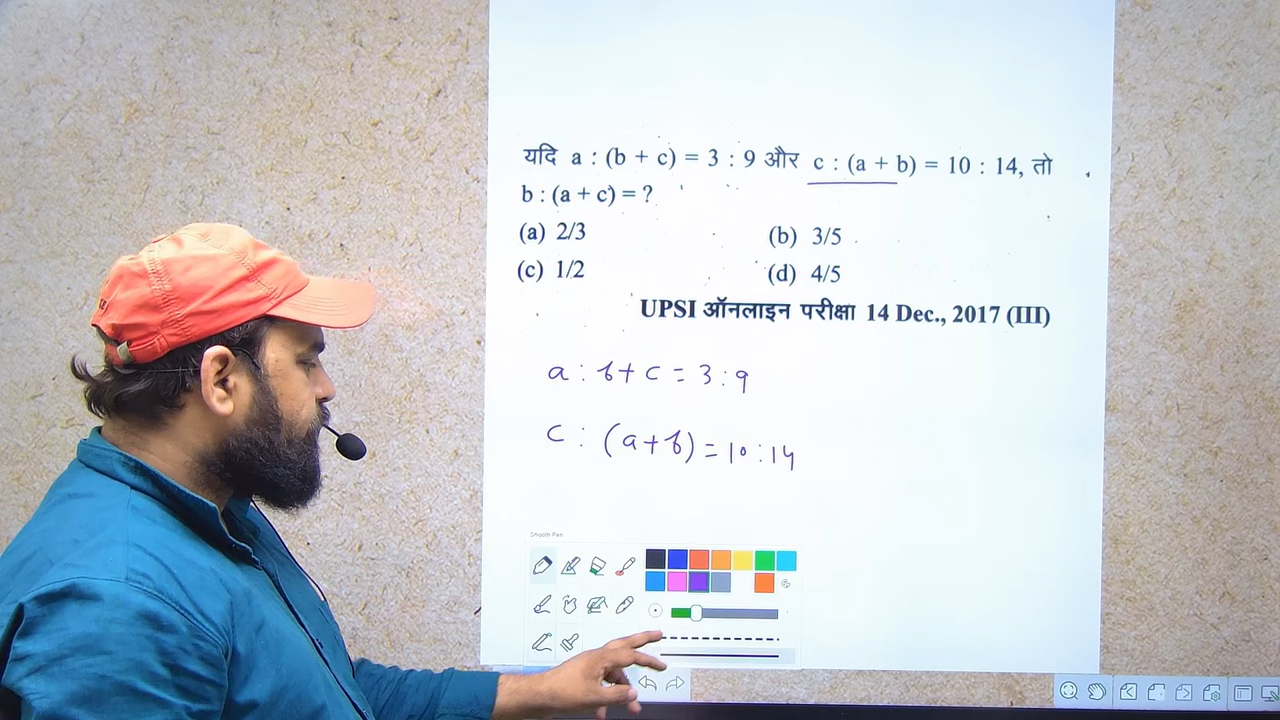 यदि a : (b + c) = 3 : 9 और c : (a + b) = 10 : 14, तो
b : (a + c) = ?
(a) 2/3 (b) 3/5
(c) 1/2 (d) 4/5
UPSI ऑनलाइन परीक्षा 14 Dec., 2017 (III)
a : b + c = 3 : 9
c : (a + b) = 10 : 14
Smooth Pen